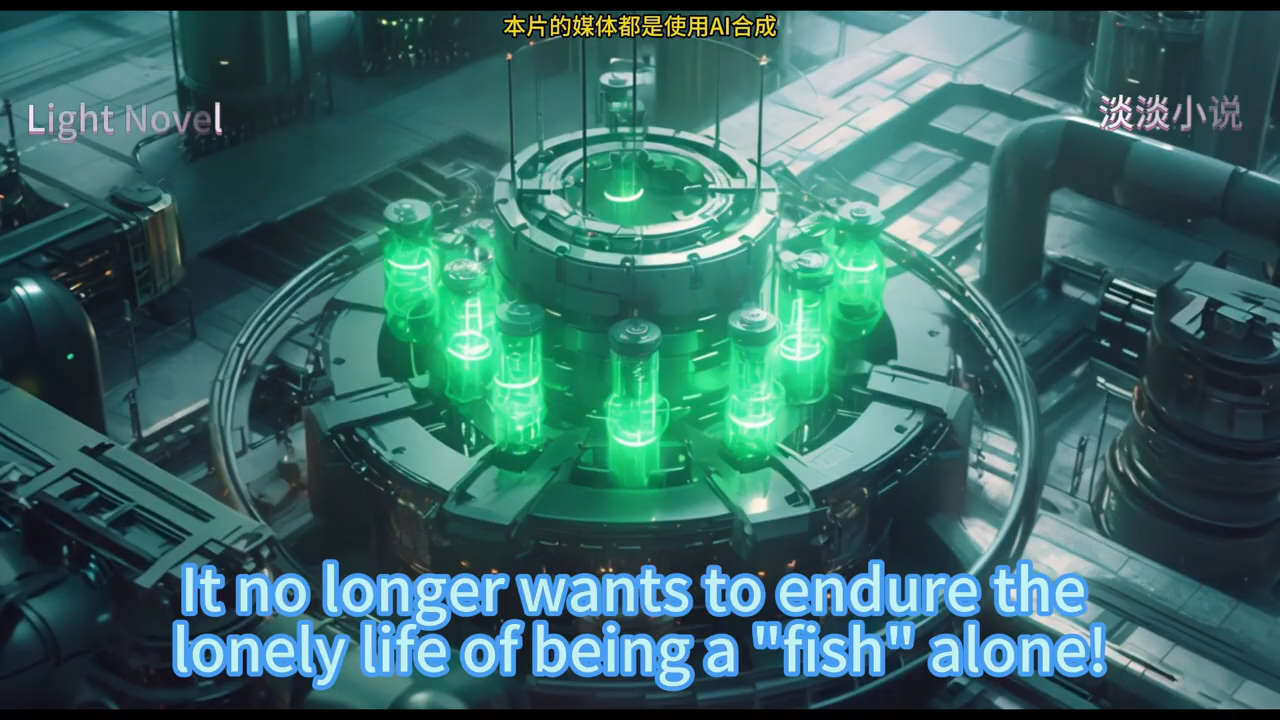 本片的媒体都是使用AI合成
Light Novel
淡淡小说
It no longer wants to endure the
lonely life of being a "fish" alone!